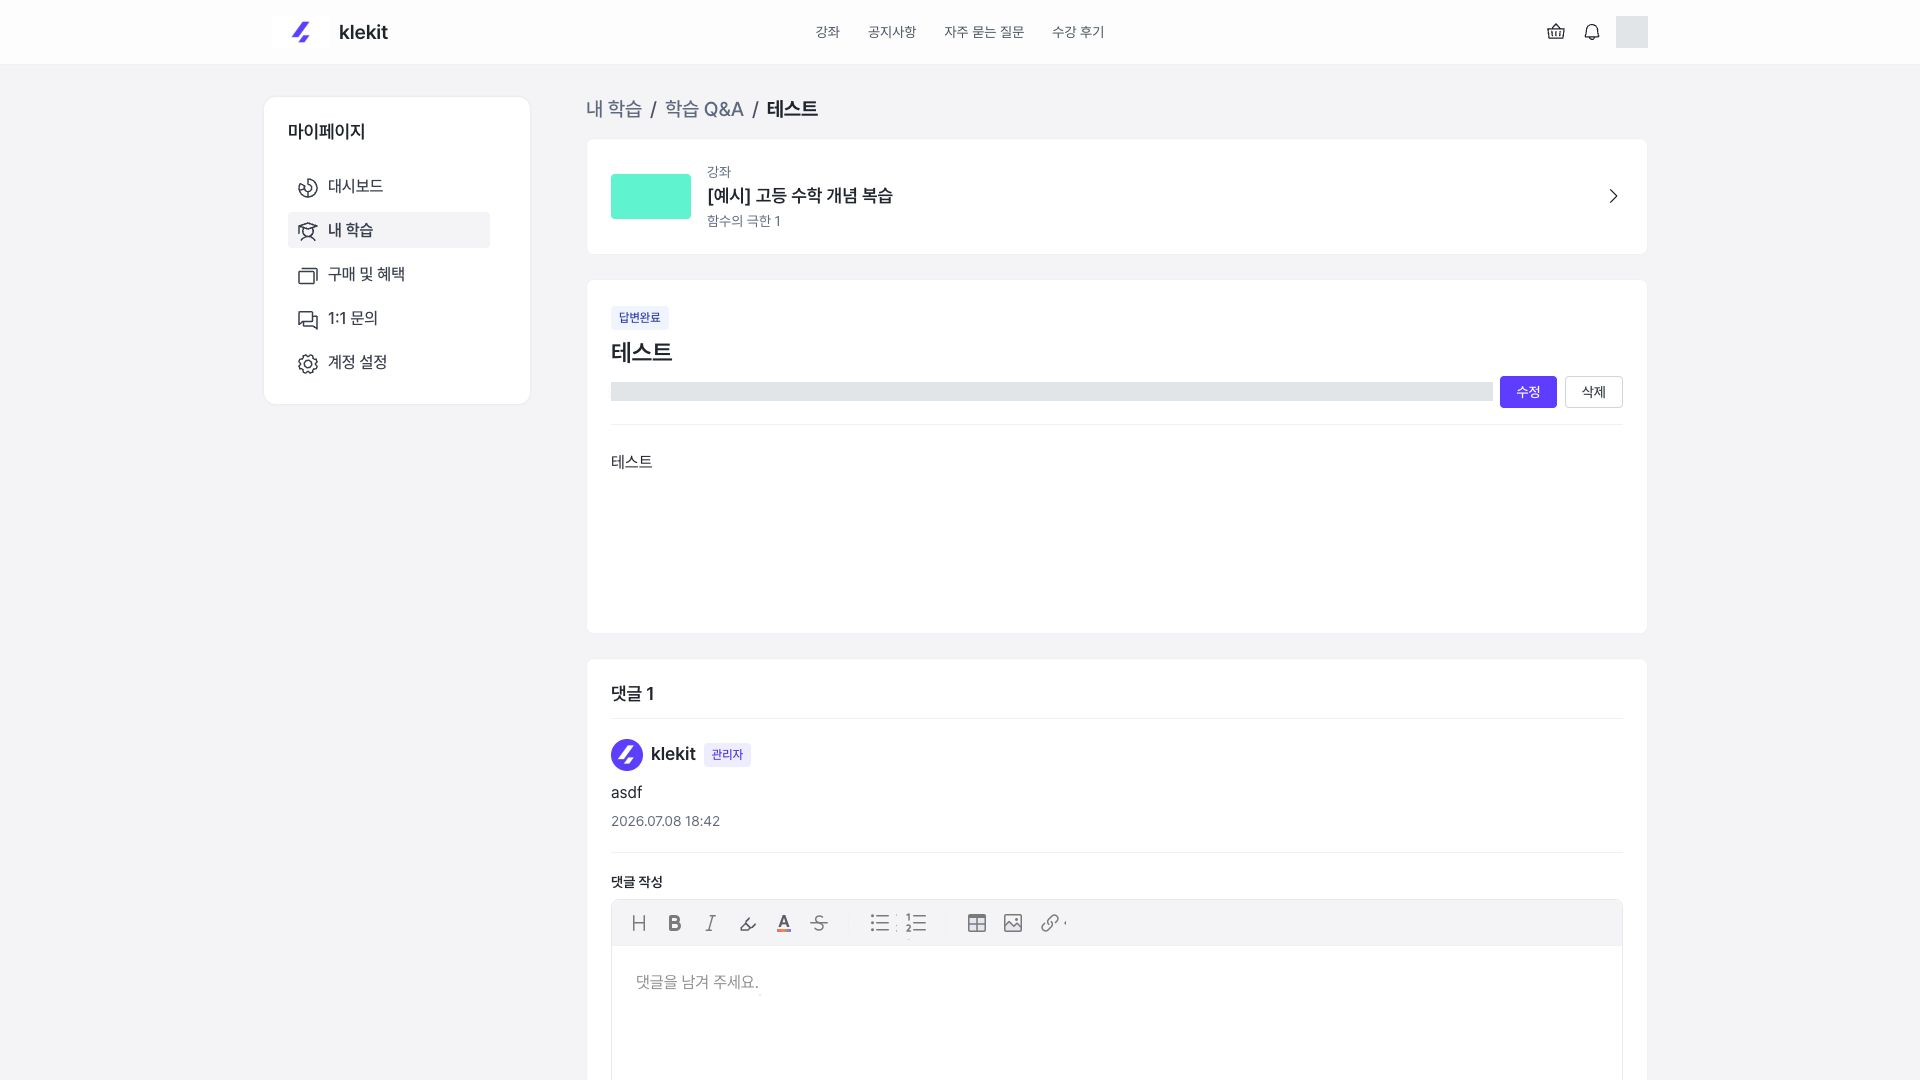 klekit
강좌
공지사항
자주 묻는 질문
수강 후기
마이페이지
대시보드
내 학습
구매 및 혜택
1:1 문의
계정 설정
내 학습 / 학습 Q&A / 테스트
강좌
[예시] 고등 수학 개념 복습
함수의 극한 1
답변완료
테스트
수정
삭제
테스트
댓글 1
klekit 관리자
asdf
2026.07.08 18:42
댓글 작성
댓글을 남겨 주세요.